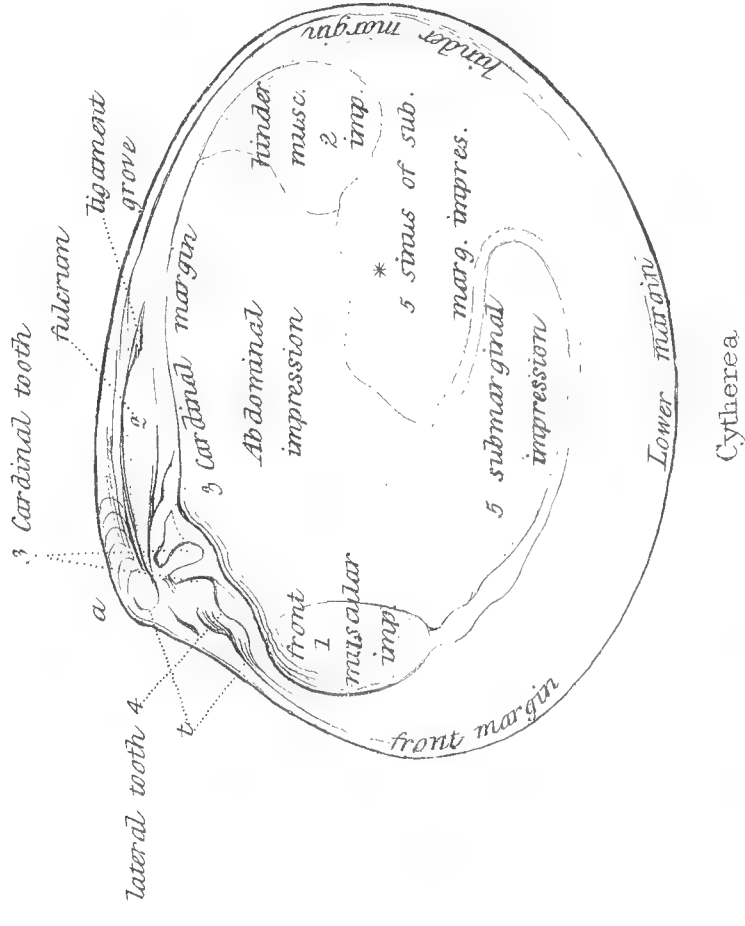 3 Cardinal tooth
fulcrum
ligament
grove
a
lateral tooth 4
t
2
3 Cardinal margin
hinder margin
hinder
musc.
2
imp.
Abdominal
impression
*
5 sinus of sub.
marg. impres.
front
1
muscular
imp
5 submarginal
impression
front margin
Lower margin
Cytherea